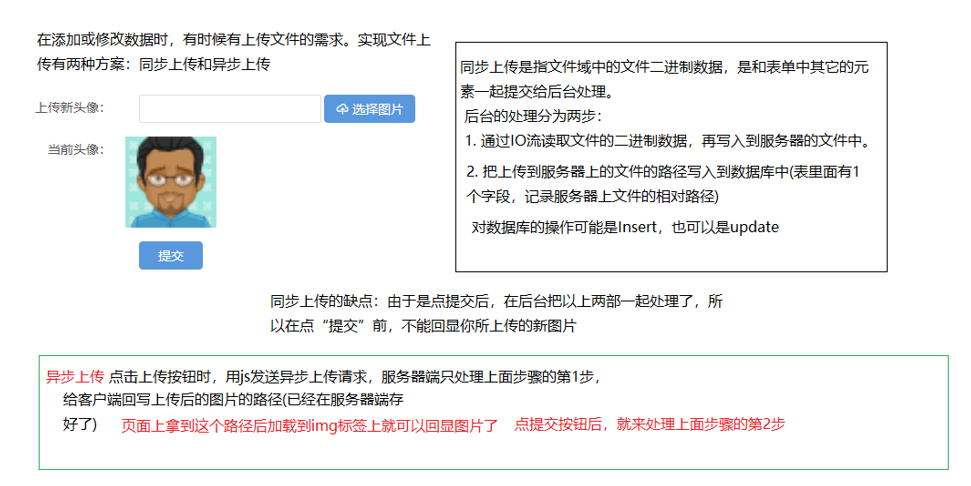 在添加或修改数据时，有时候有上传文件的需求。实现文件上
传有两种方案：同步上传和异步上传
上传新头像：
选择图片
当前头像：
提交
同步上传是指文件域中的文件二进制数据，是和表单中其它的元
素一起提交给后台处理。
后台的处理分为两步：
1. 通过IO流读取文件的二进制数据，再写入到服务器的文件中。
2. 把上传到服务器上的文件的路径写入到数据库中(表里面有1
个字段，记录服务器上文件的相对路径)
对数据库的操作可能是Insert，也可以是update
同步上传的缺点：由于是点提交后，在后台把以上两部一起处理了，所
以在点“提交”前，不能回显你所上传的新图片
异步上传 点击上传按钮时，用js发送异步上传请求，服务器端只处理上面步骤的第1步，
给客户端回写上传后的图片的路径(已经在服务器端存
好了) 页面上拿到这个路径后加载到img标签上就可以回显图片了 点提交按钮后，就来处理上面步骤的第2步